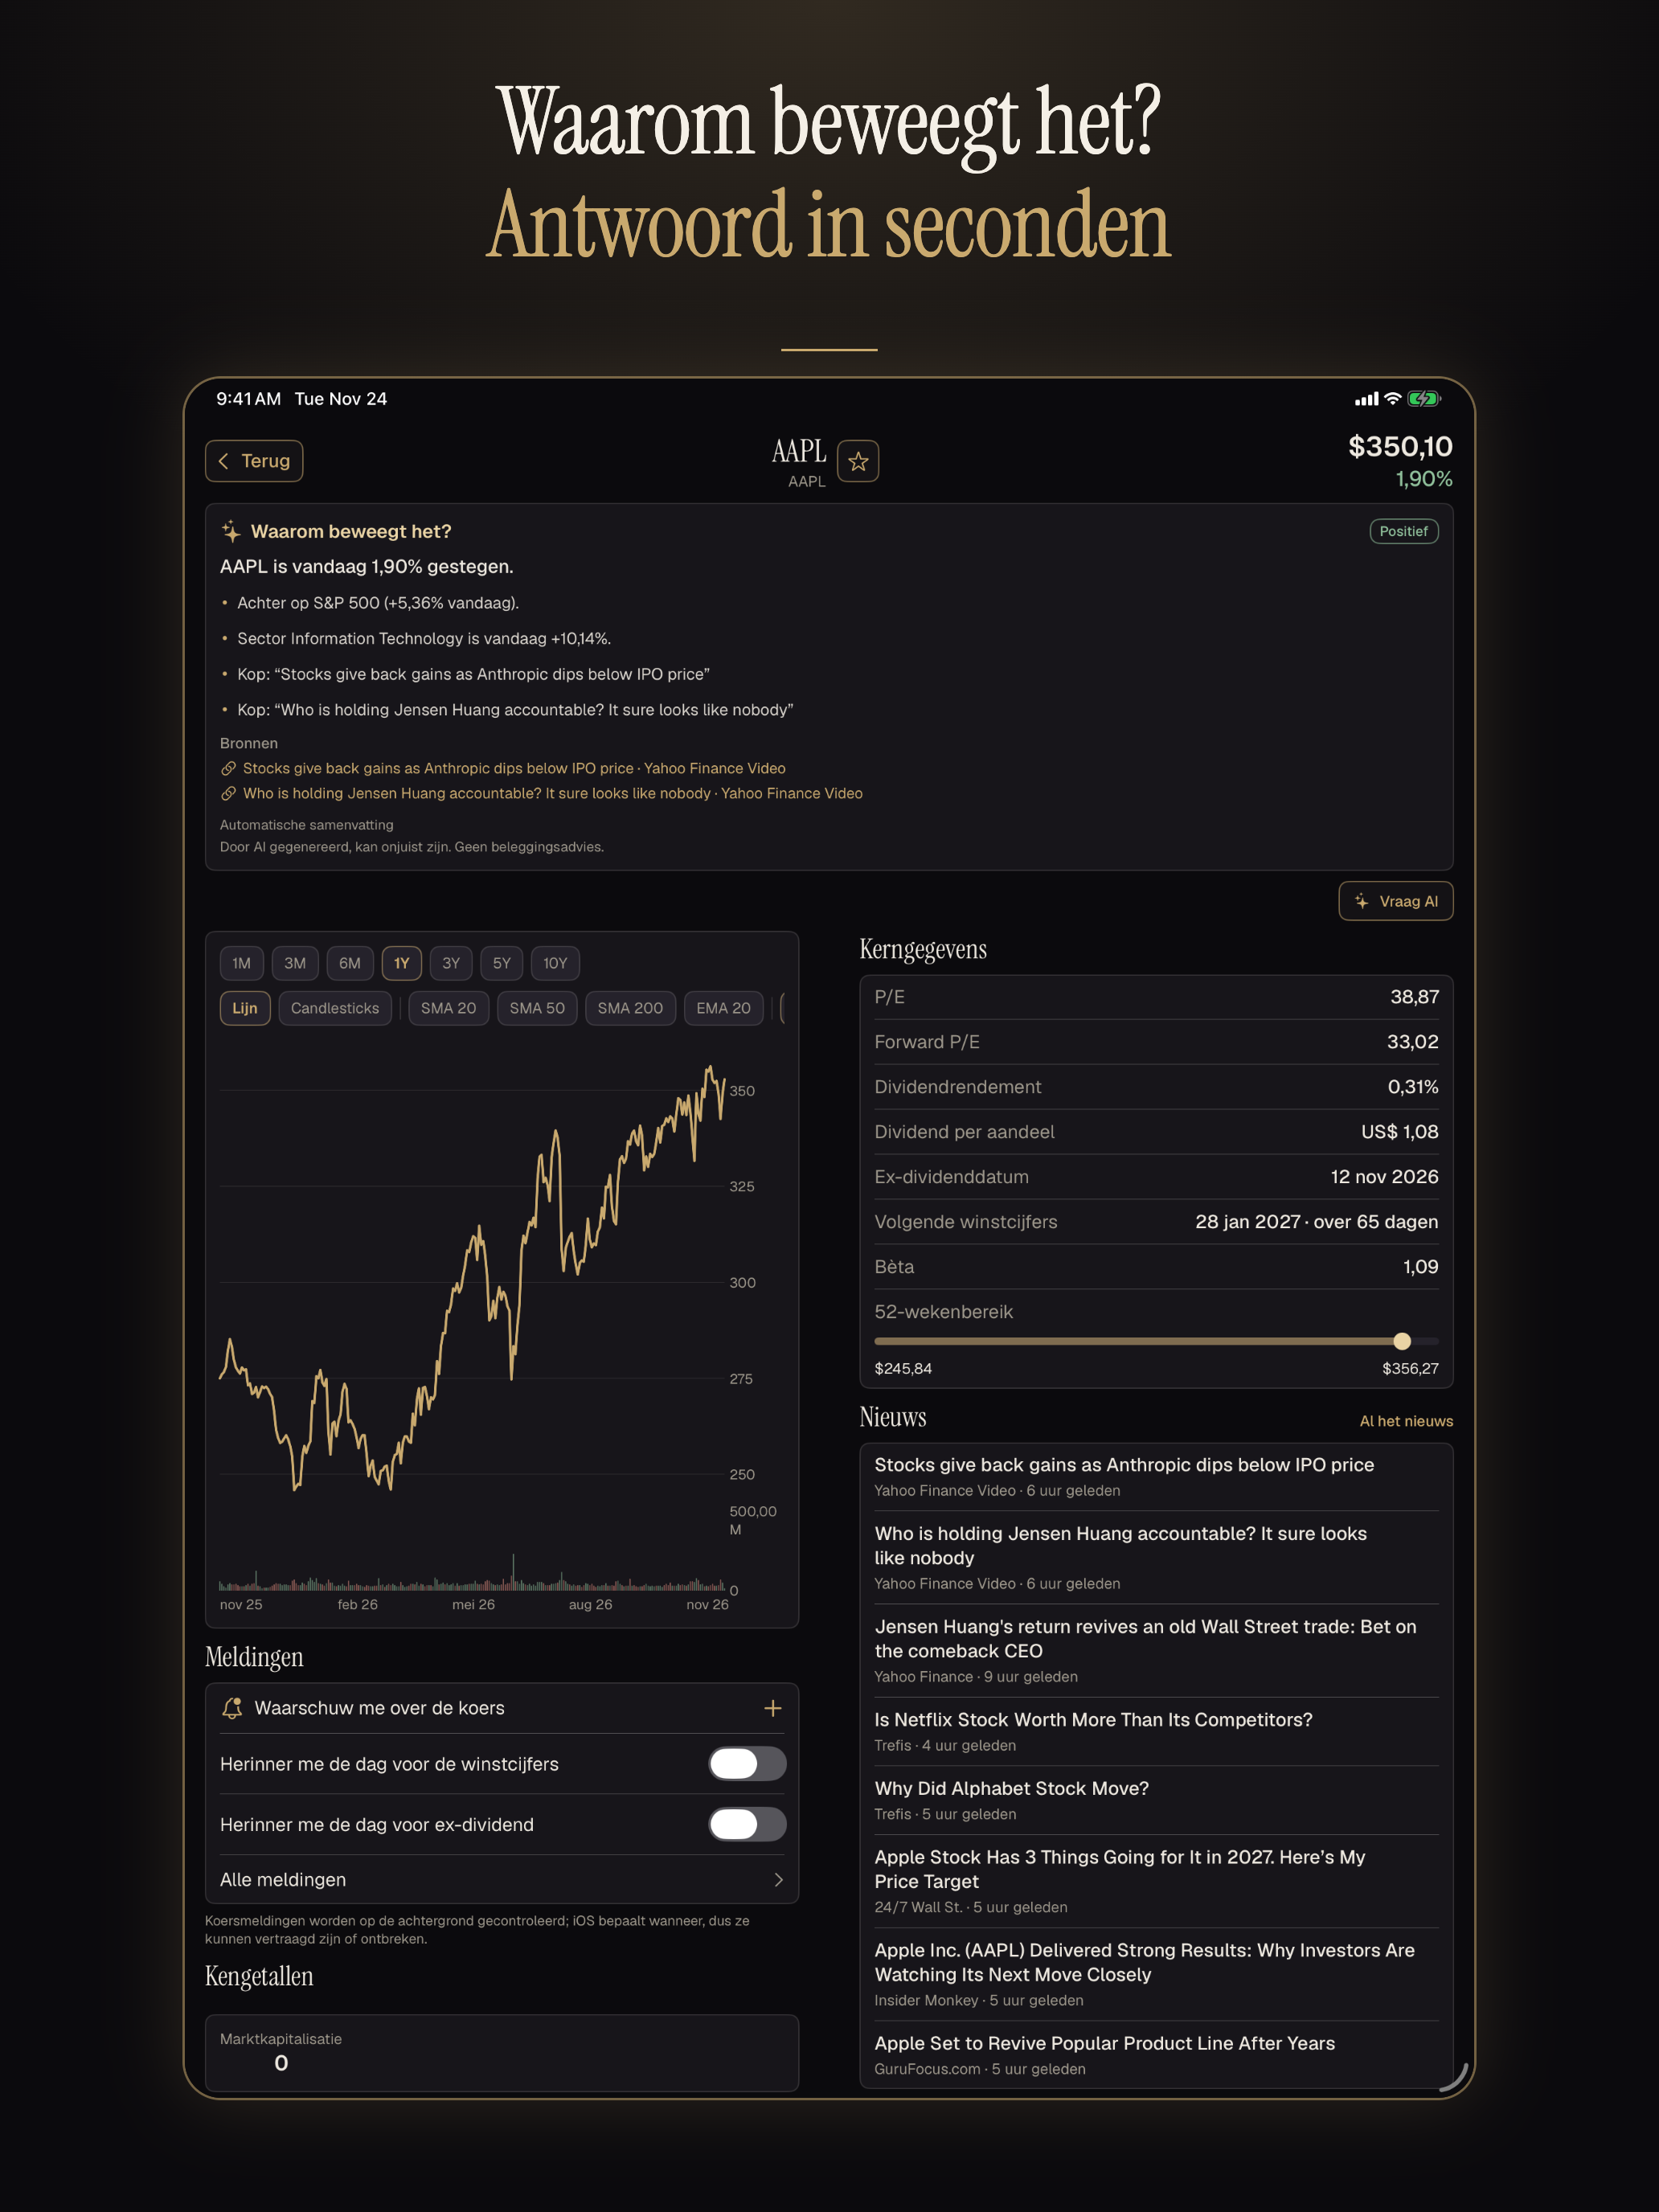 Waarom beweegt het?
Antwoord in seconden
9:41 AM Tue Nov 24
Terug
AAPL
AAPL
$350,10
1,90%
Waarom beweegt het?
Positief
AAPL is vandaag 1,90% gestegen.
• Achter op S&P 500 (+5,36% vandaag).
• Sector Information Technology is vandaag +10,14%.
• Kop: “Stocks give back gains as Anthropic dips below IPO price”
• Kop: “Who is holding Jensen Huang accountable? It sure looks like nobody”
Bronnen
Stocks give back gains as Anthropic dips below IPO price · Yahoo Finance Video
Who is holding Jensen Huang accountable? It sure looks like nobody · Yahoo Finance Video
Automatische samenvatting
Door AI gegenereerd, kan onjuist zijn. Geen beleggingsadvies.
Vraag AI
1M 3M 6M 1Y 3Y 5Y 10Y
Lijn Candlesticks SMA 20 SMA 50 SMA 200 EMA 20
350
325
300
275
250
500,00
M
0
nov 25 feb 26 mei 26 aug 26 nov 26
Meldingen
Waarschuw me over de koers
Herinner me de dag voor de winstcijfers
Herinner me de dag voor ex-dividend
Alle meldingen
Koersmeldingen worden op de achtergrond gecontroleerd; iOS bepaalt wanneer, dus ze
kunnen vertraagd zijn of ontbreken.
Kengetallen
Marktkapitalisatie
0
Kerngegevens
P/E 38,87
Forward P/E 33,02
Dividendrendement 0,31%
Dividend per aandeel US$ 1,08
Ex-dividenddatum 12 nov 2026
Volgende winstcijfers 28 jan 2027 · over 65 dagen
Bèta 1,09
52-wekenbereik
$245,84 $356,27
Nieuws
Al het nieuws
Stocks give back gains as Anthropic dips below IPO price
Yahoo Finance Video · 6 uur geleden
Who is holding Jensen Huang accountable? It sure looks
like nobody
Yahoo Finance Video · 6 uur geleden
Jensen Huang's return revives an old Wall Street trade: Bet on
the comeback CEO
Yahoo Finance · 9 uur geleden
Is Netflix Stock Worth More Than Its Competitors?
Trefis · 4 uur geleden
Why Did Alphabet Stock Move?
Trefis · 5 uur geleden
Apple Stock Has 3 Things Going for It in 2027. Here’s My
Price Target
24/7 Wall St. · 5 uur geleden
Apple Inc. (AAPL) Delivered Strong Results: Why Investors Are
Watching Its Next Move Closely
Insider Monkey · 5 uur geleden
Apple Set to Revive Popular Product Line After Years
GuruFocus.com · 5 uur geleden